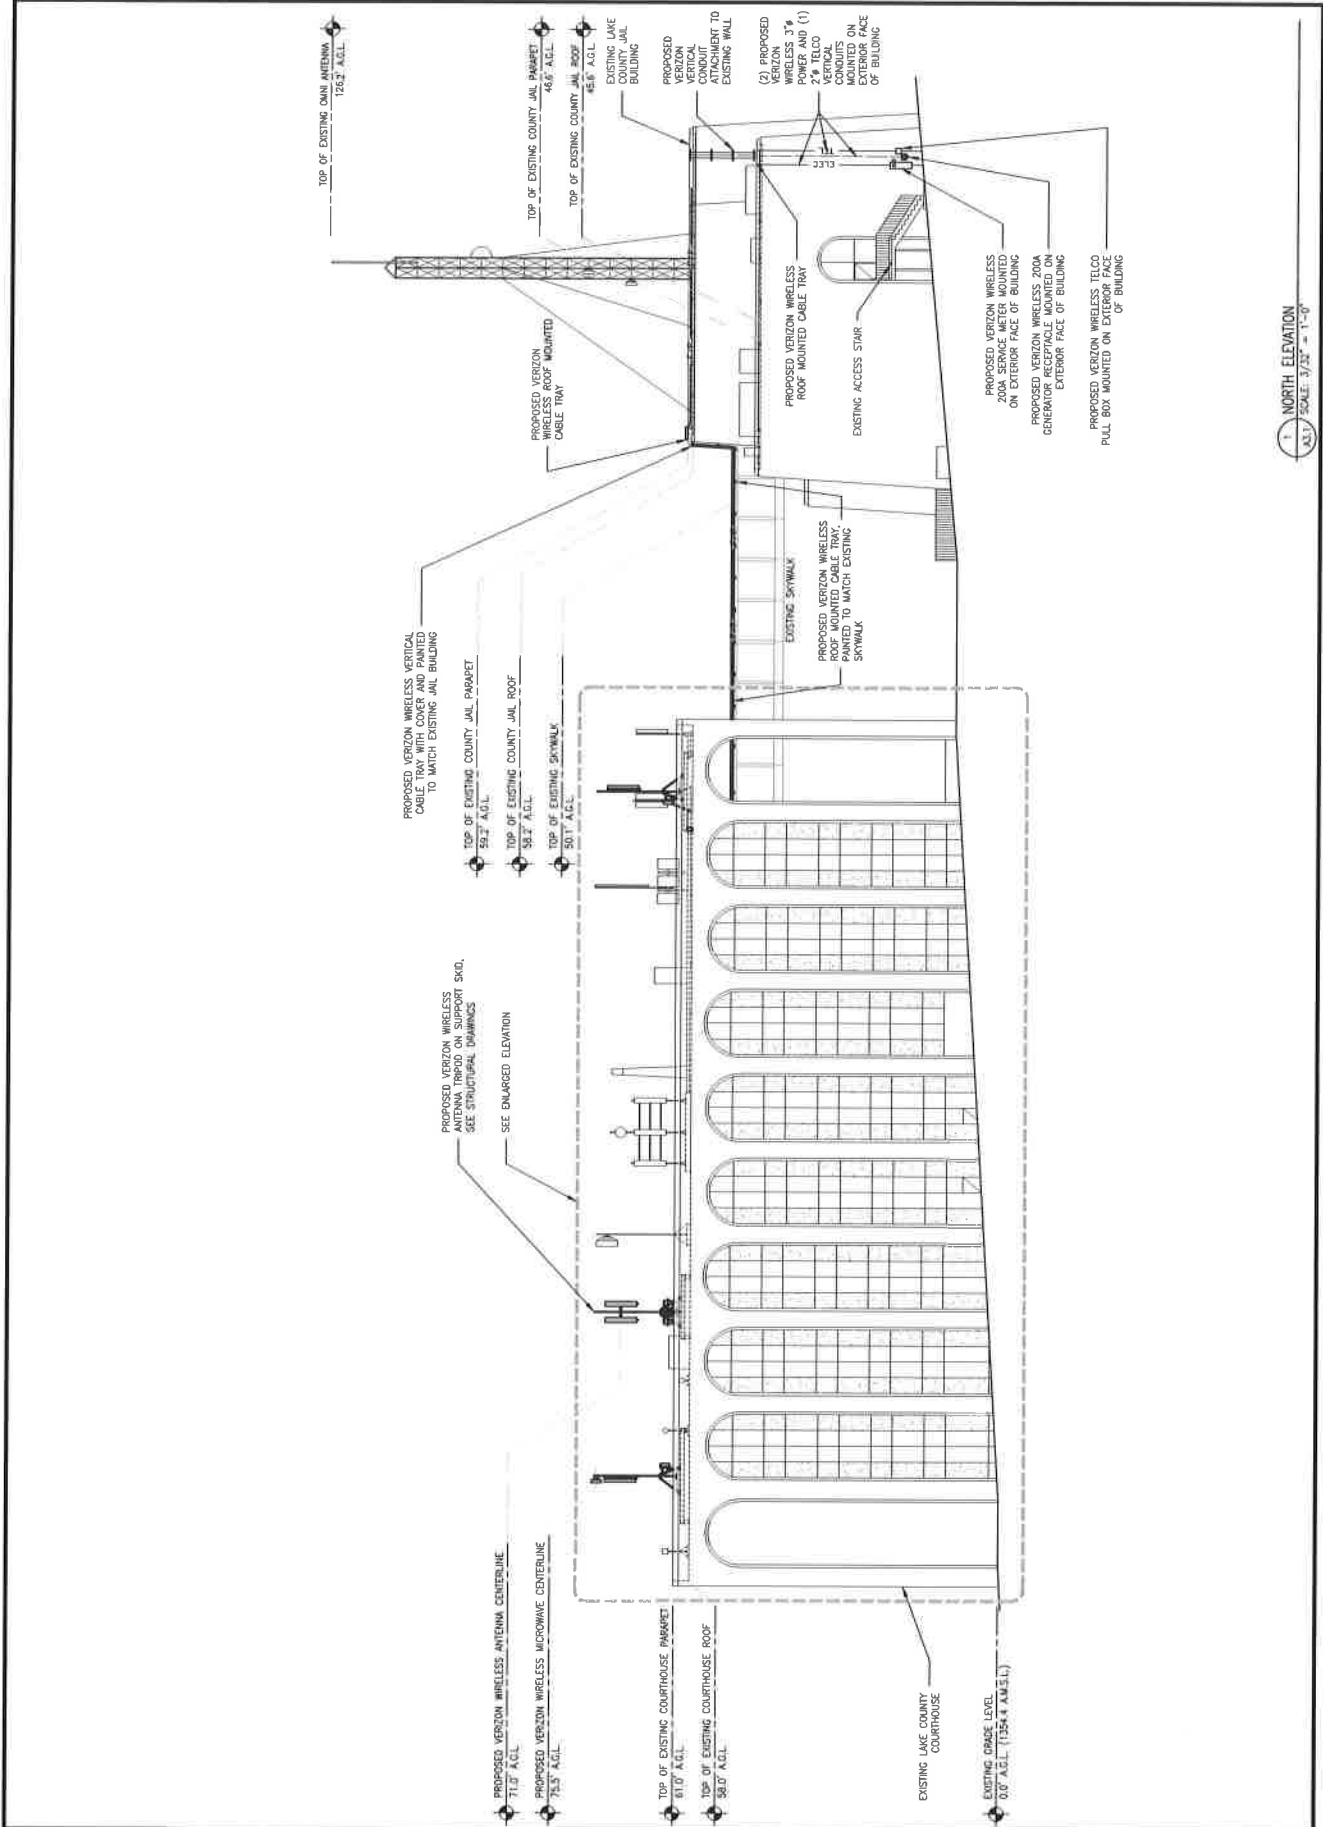 TOP OF EXISTING OMNI ANTENNA
126.2' A.G.L.
TOP OF EXISTING COUNTY JAIL PARAPET
46.6' A.G.L.
TOP OF EXISTING COUNTY JAIL ROOF
45.6' A.G.L.
EXISTING LAKE
COUNTY JAIL
BUILDING
PROPOSED
VERIZON
VERTICAL
CONDUIT
ATTACHMENT TO
EXISTING WALL
(2) PROPOSED
VERIZON
WIRELESS 3"ø
POWER AND (1)
2"ø TELCO
VERTICAL
CONDUITS
MOUNTED ON
EXTERIOR FACE
OF BUILDING
PROPOSED VERIZON
WIRELESS ROOF MOUNTED
CABLE TRAY
TEL
ELEC
PROPOSED VERIZON WIRELESS
ROOF MOUNTED CABLE TRAY
EXISTING ACCESS STAIR
PROPOSED VERIZON WIRELESS
200A SERVICE METER MOUNTED
ON EXTERIOR FACE OF BUILDING
PROPOSED VERIZON WIRELESS 200A
GENERATOR RECEPTACLE MOUNTED ON
EXTERIOR FACE OF BUILDING
PROPOSED VERIZON WIRELESS TELCO
PULL BOX MOUNTED ON EXTERIOR FACE
OF BUILDING
PROPOSED VERIZON WIRELESS VERTICAL
CABLE TRAY WITH COVER AND PAINTED
TO MATCH EXISTING JAIL BUILDING
TOP OF EXISTING COUNTY JAIL PARAPET
59.2' A.G.L.
TOP OF EXISTING COUNTY JAIL ROOF
58.2' A.G.L.
TOP OF EXISTING SKYWALK
50.1' A.G.L.
EXISTING SKYWALK
PROPOSED VERIZON WIRELESS
ROOF MOUNTED CABLE TRAY,
PAINTED TO MATCH EXISTING
SKYWALK
PROPOSED VERIZON WIRELESS
ANTENNA TRIPOD ON SUPPORT SKID,
SEE STRUCTURAL DRAWINGS
SEE ENLARGED ELEVATION
PROPOSED VERIZON WIRELESS ANTENNA CENTERLINE
71.0' A.G.L.
PROPOSED VERIZON WIRELESS MICROWAVE CENTERLINE
75.5' A.G.L.
TOP OF EXISTING COURTHOUSE PARAPET
61.0' A.G.L.
TOP OF EXISTING COURTHOUSE ROOF
58.0' A.G.L.
EXISTING LAKE COUNTY
COURTHOUSE
EXISTING GRADE LEVEL
0.0' A.G.L. (1354.4 A.M.S.L.)
1
A3.1
NORTH ELEVATION
SCALE: 3/32" = 1'-0"